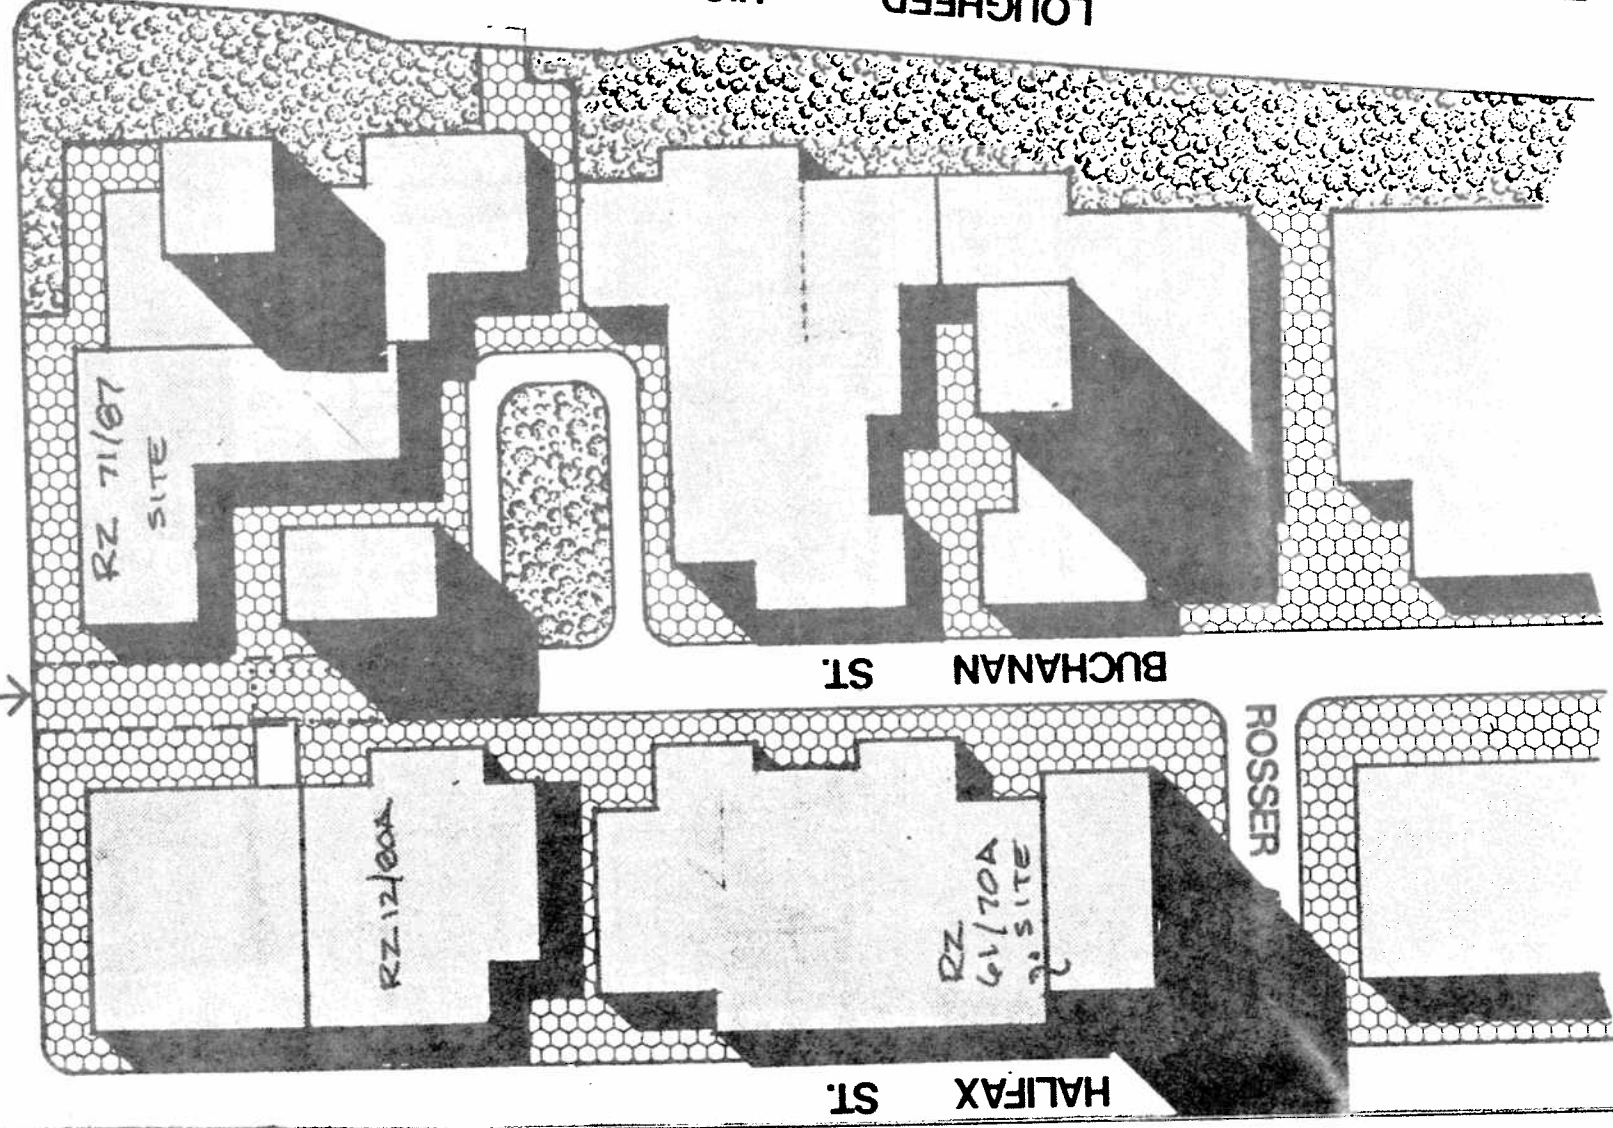 LOUGHEED
RZ 71/87
SITE
BUCHANAN ST.
ROSSER
RZ 12/80A
RZ
61/70A
SITE
HALIFAX ST.